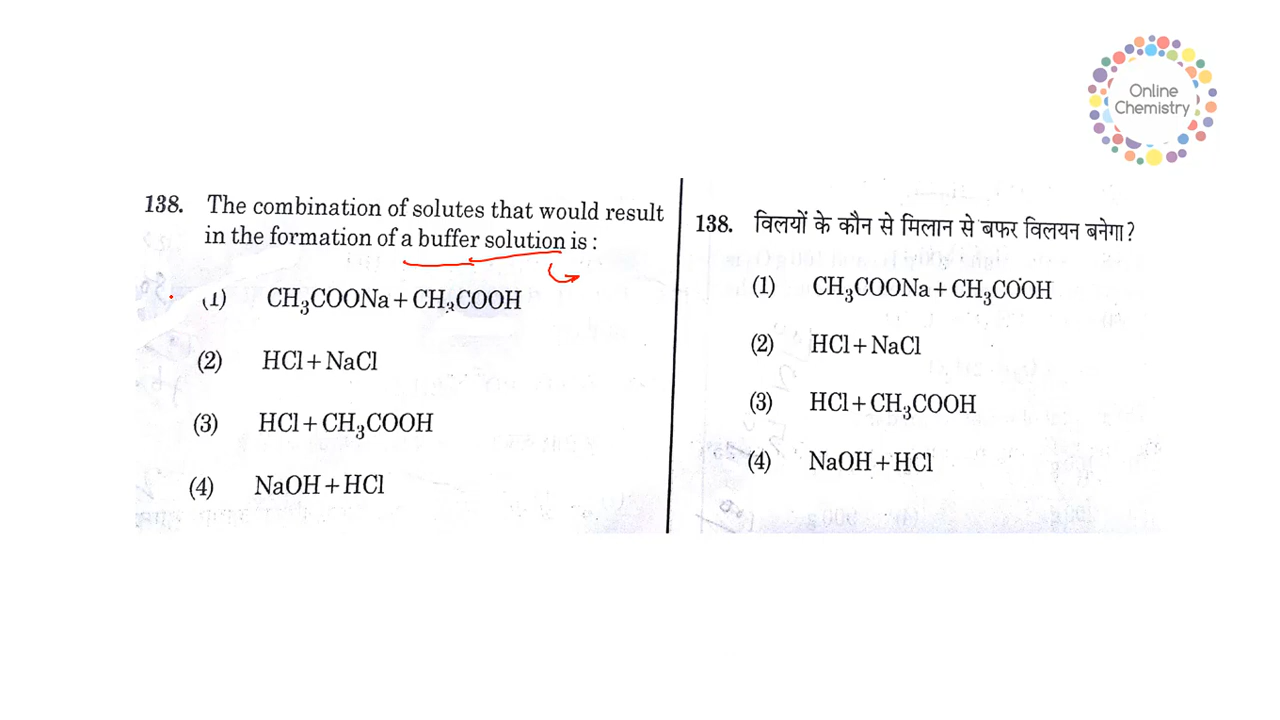 Online
Chemistry
138. The combination of solutes that would result
in the formation of a buffer solution is :
(1) CH₃COONa + CH₃COOH
(2) HCl + NaCl
(3) HCl + CH₃COOH
(4) NaOH + HCl
138. विलयों के कौन से मिलान से बफर विलयन बनेगा?
(1) CH₃COONa + CH₃COOH
(2) HCl + NaCl
(3) HCl + CH₃COOH
(4) NaOH + HCl